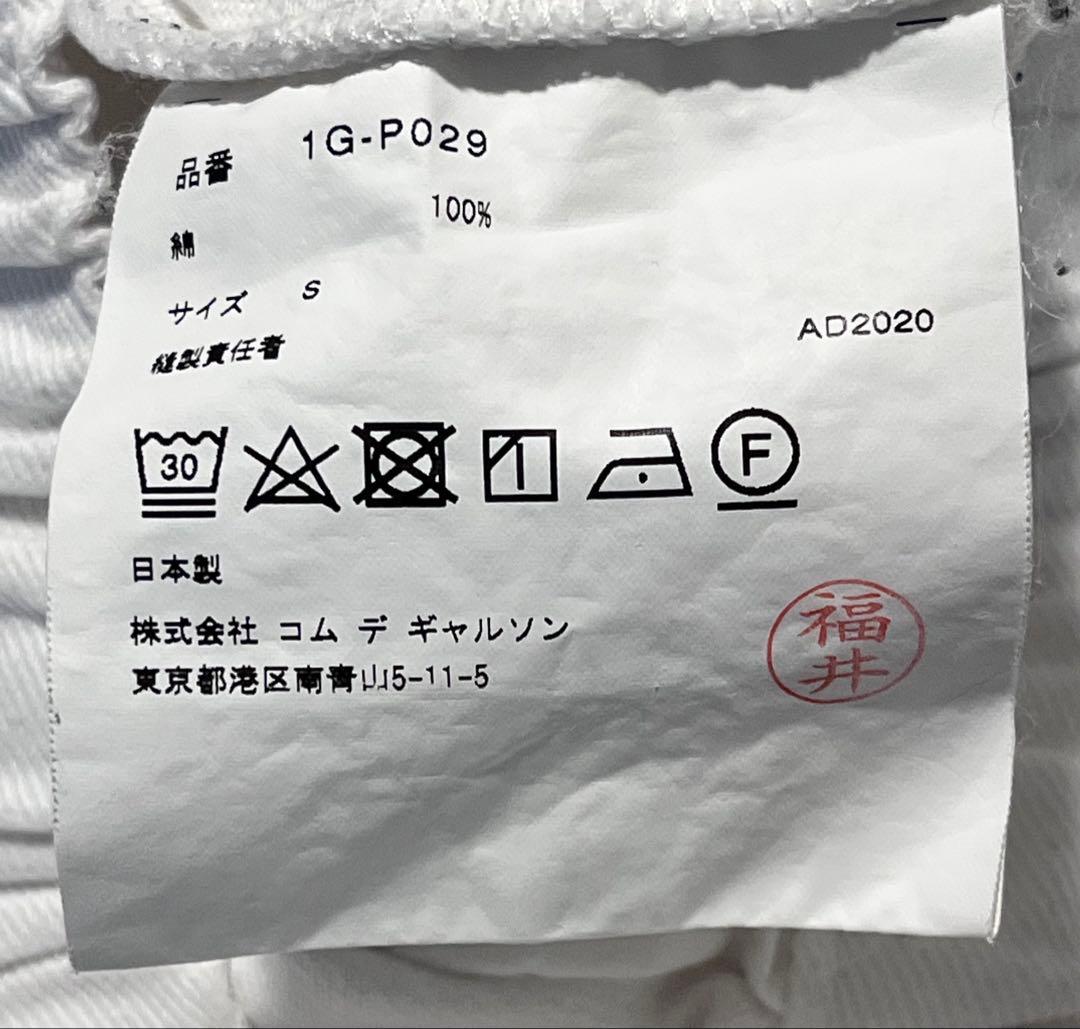 品番 1G-P029
綿 100%
サイズ S
縫製責任者
AD2020
30
F
日本製
株式会社 コム デ ギャルソン
東京都港区南青山5-11-5
福井